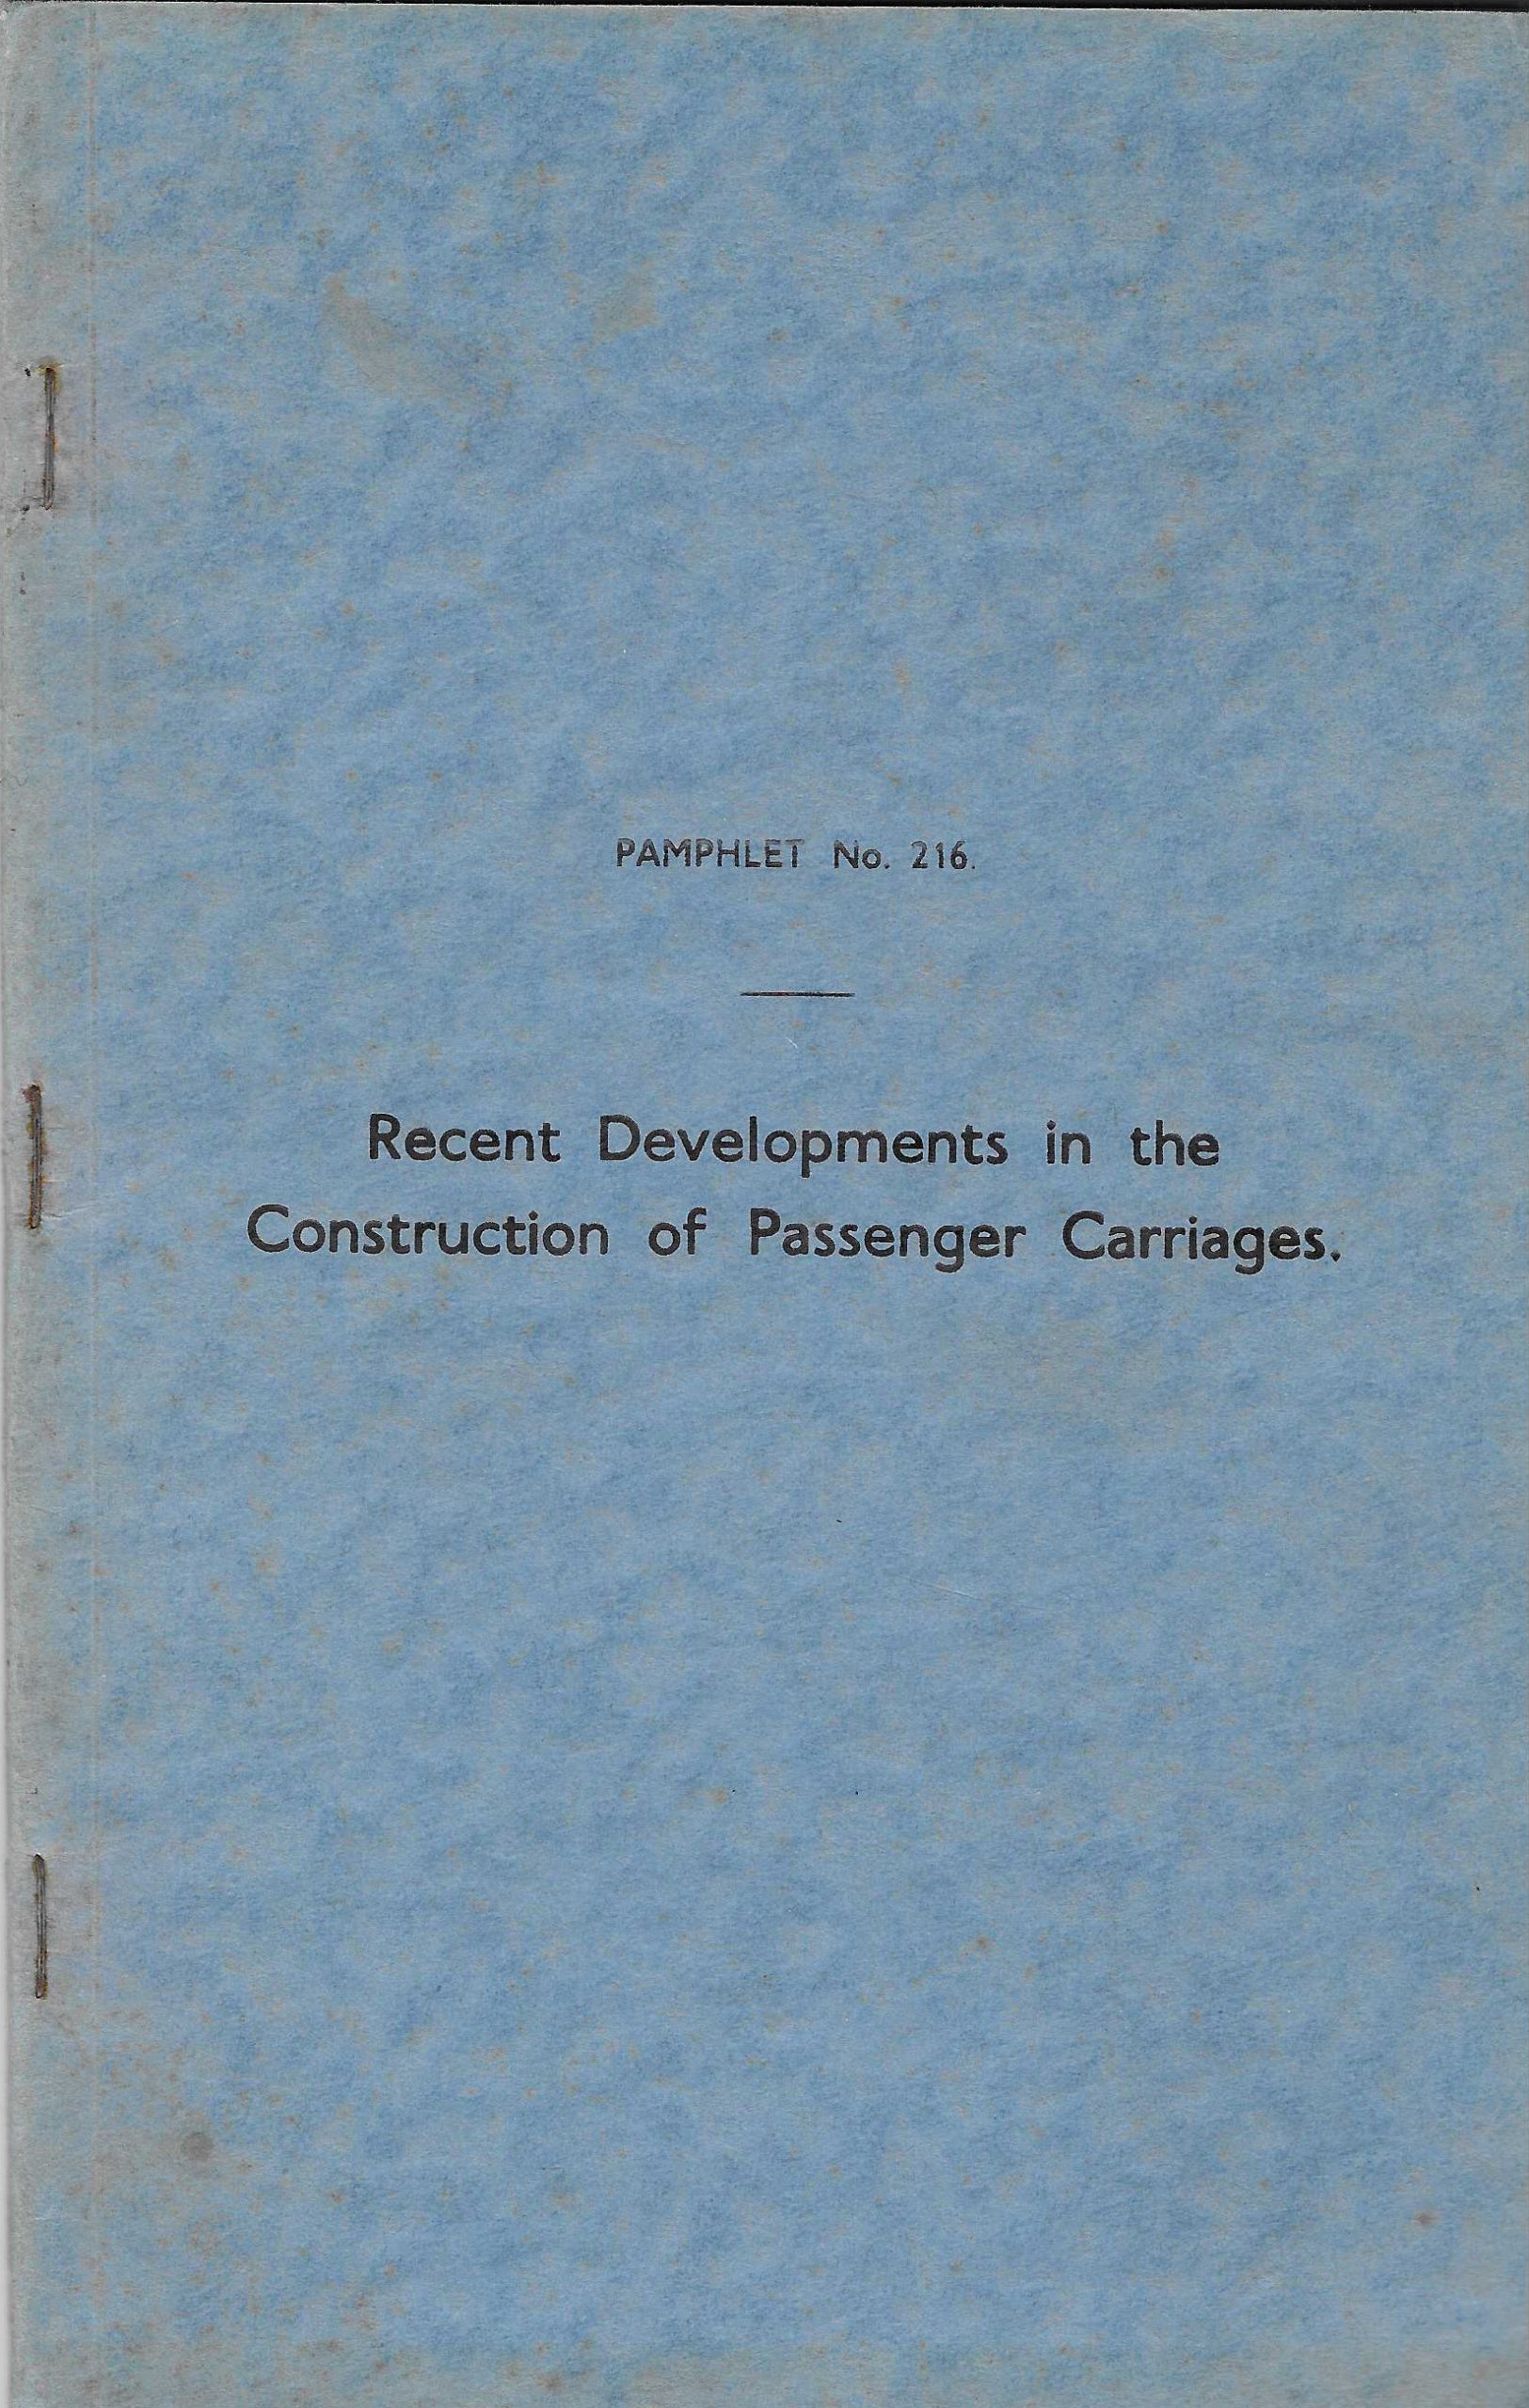 PAMPHLET No. 216.
Recent Developments in the
Construction of Passenger Carriages.